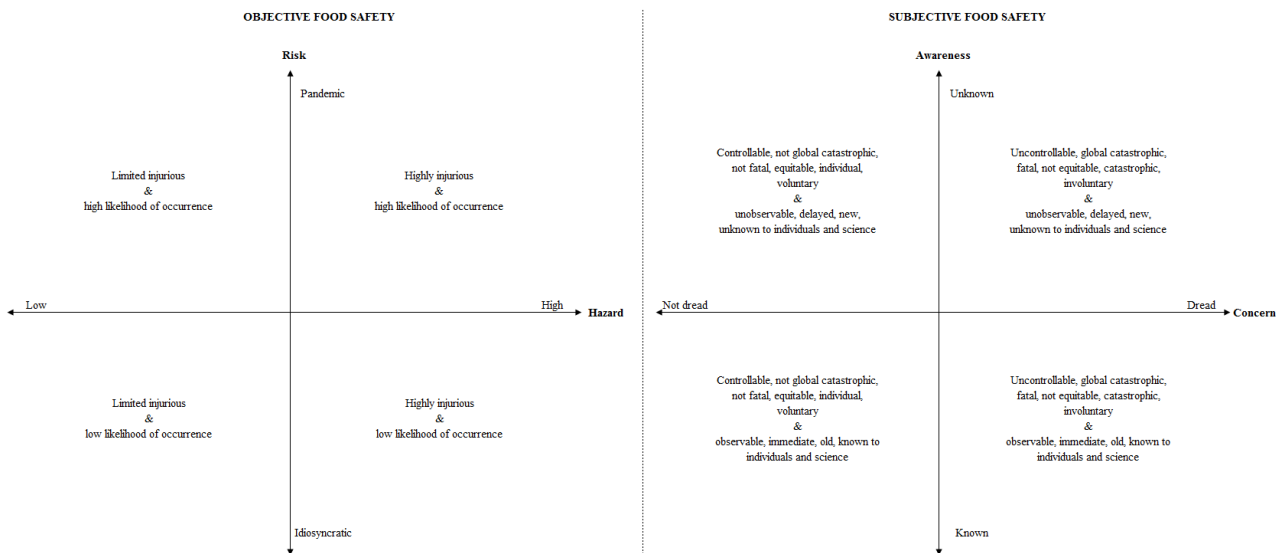 OBJECTIVE FOOD SAFETY
Risk
Pandemic
Limited injurious
&
high likelihood of occurrence
Highly injurious
&
high likelihood of occurrence
Low
High
Hazard
Limited injurious
&
low likelihood of occurrence
Highly injurious
&
low likelihood of occurrence
Idiosyncratic
SUBJECTIVE FOOD SAFETY
Awareness
Unknown
Controllable, not global catastrophic,
not fatal, equitable, individual,
voluntary
&
unobservable, delayed, new,
unknown to individuals and science
Uncontrollable, global catastrophic,
fatal, not equitable, catastrophic,
involuntary
&
unobservable, delayed, new,
unknown to individuals and science
Not dread
Dread
Concern
Controllable, not global catastrophic,
not fatal, equitable, individual,
voluntary
&
observable, immediate, old, known to
individuals and science
Uncontrollable, global catastrophic,
fatal, not equitable, catastrophic,
involuntary
&
observable, immediate, old, known to
individuals and science
Known